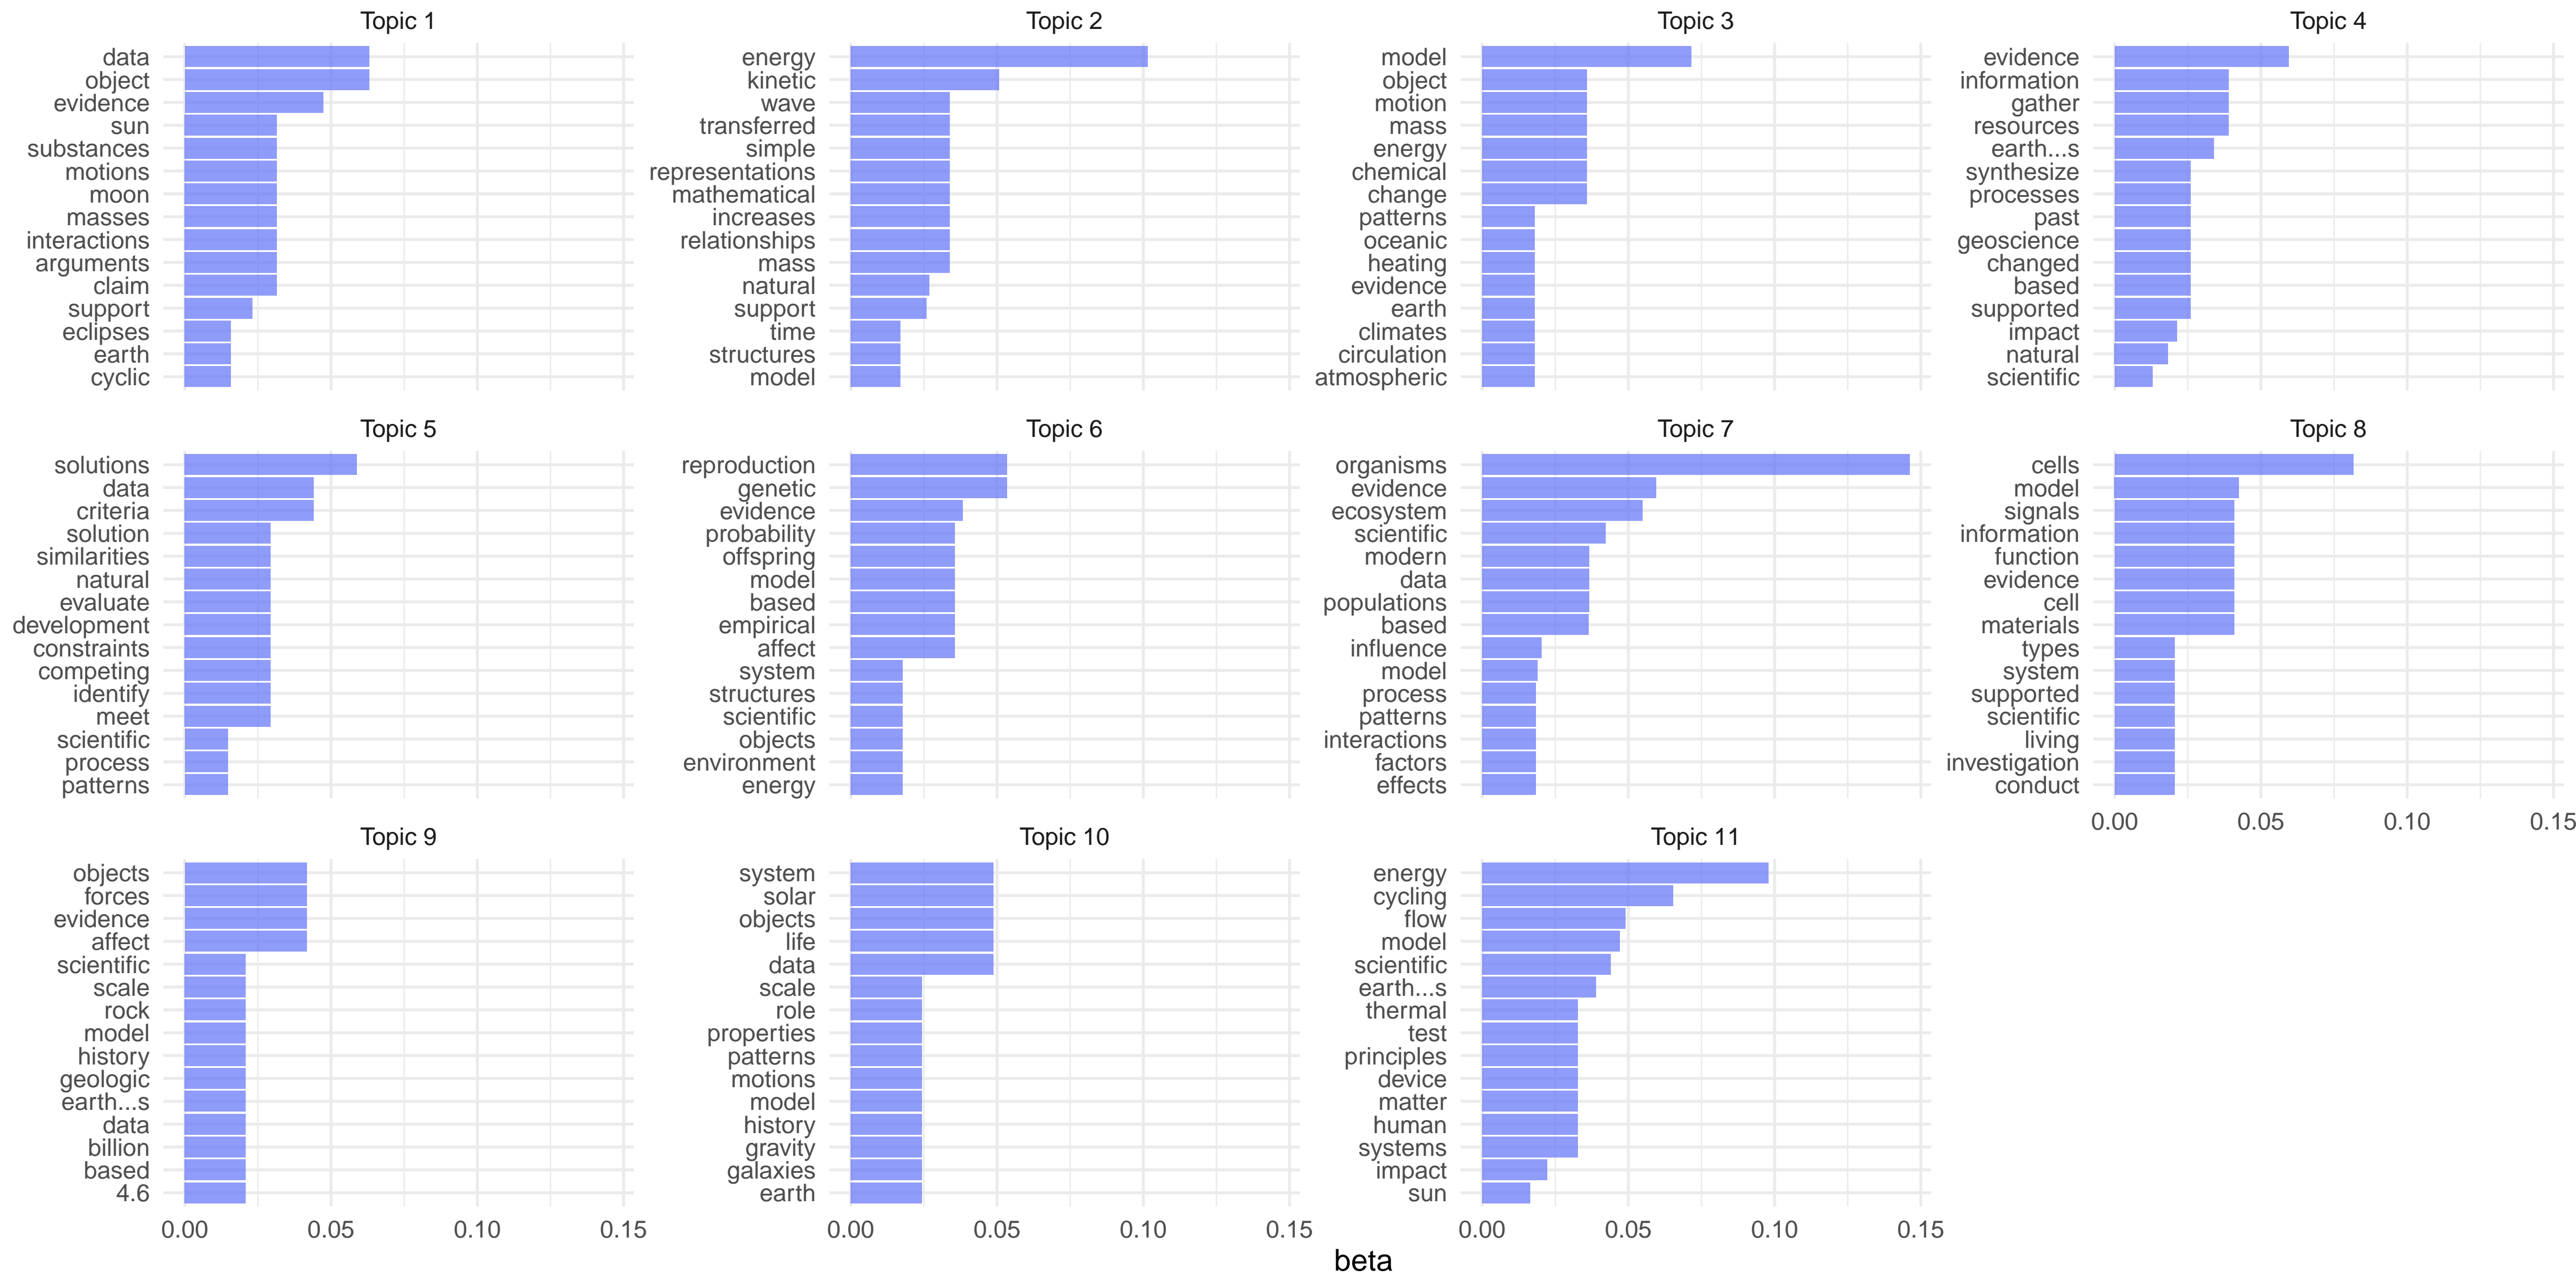 Topic 1
data
object
evidence
sun
substances
motions
moon
masses
interactions
arguments
claim
support
eclipses
earth
cyclic
Topic 2
energy
kinetic
wave
transferred
simple
representations
mathematical
increases
relationships
mass
natural
support
time
structures
model
Topic 3
model
object
motion
mass
energy
chemical
change
patterns
oceanic
heating
evidence
earth
climates
circulation
atmospheric
Topic 4
evidence
information
gather
resources
earth...s
synthesize
processes
past
geoscience
changed
based
supported
impact
natural
scientific
Topic 5
solutions
data
criteria
solution
similarities
natural
evaluate
development
constraints
competing
identify
meet
scientific
process
patterns
Topic 6
reproduction
genetic
evidence
probability
offspring
model
based
empirical
affect
system
structures
scientific
objects
environment
energy
Topic 7
organisms
evidence
ecosystem
scientific
modern
data
populations
based
influence
model
process
patterns
interactions
factors
effects
Topic 8
cells
model
signals
information
function
evidence
cell
materials
types
system
supported
scientific
living
investigation
conduct
0.00 0.05 0.10 0.15
Topic 9
objects
forces
evidence
affect
scientific
scale
rock
model
history
geologic
earth...s
data
billion
based
4.6
0.00 0.05 0.10 0.15
Topic 10
system
solar
objects
life
data
scale
role
properties
patterns
motions
model
history
gravity
galaxies
earth
0.00 0.05 0.10 0.15
Topic 11
energy
cycling
flow
model
scientific
earth...s
thermal
test
principles
device
matter
human
systems
impact
sun
0.00 0.05 0.10 0.15
beta